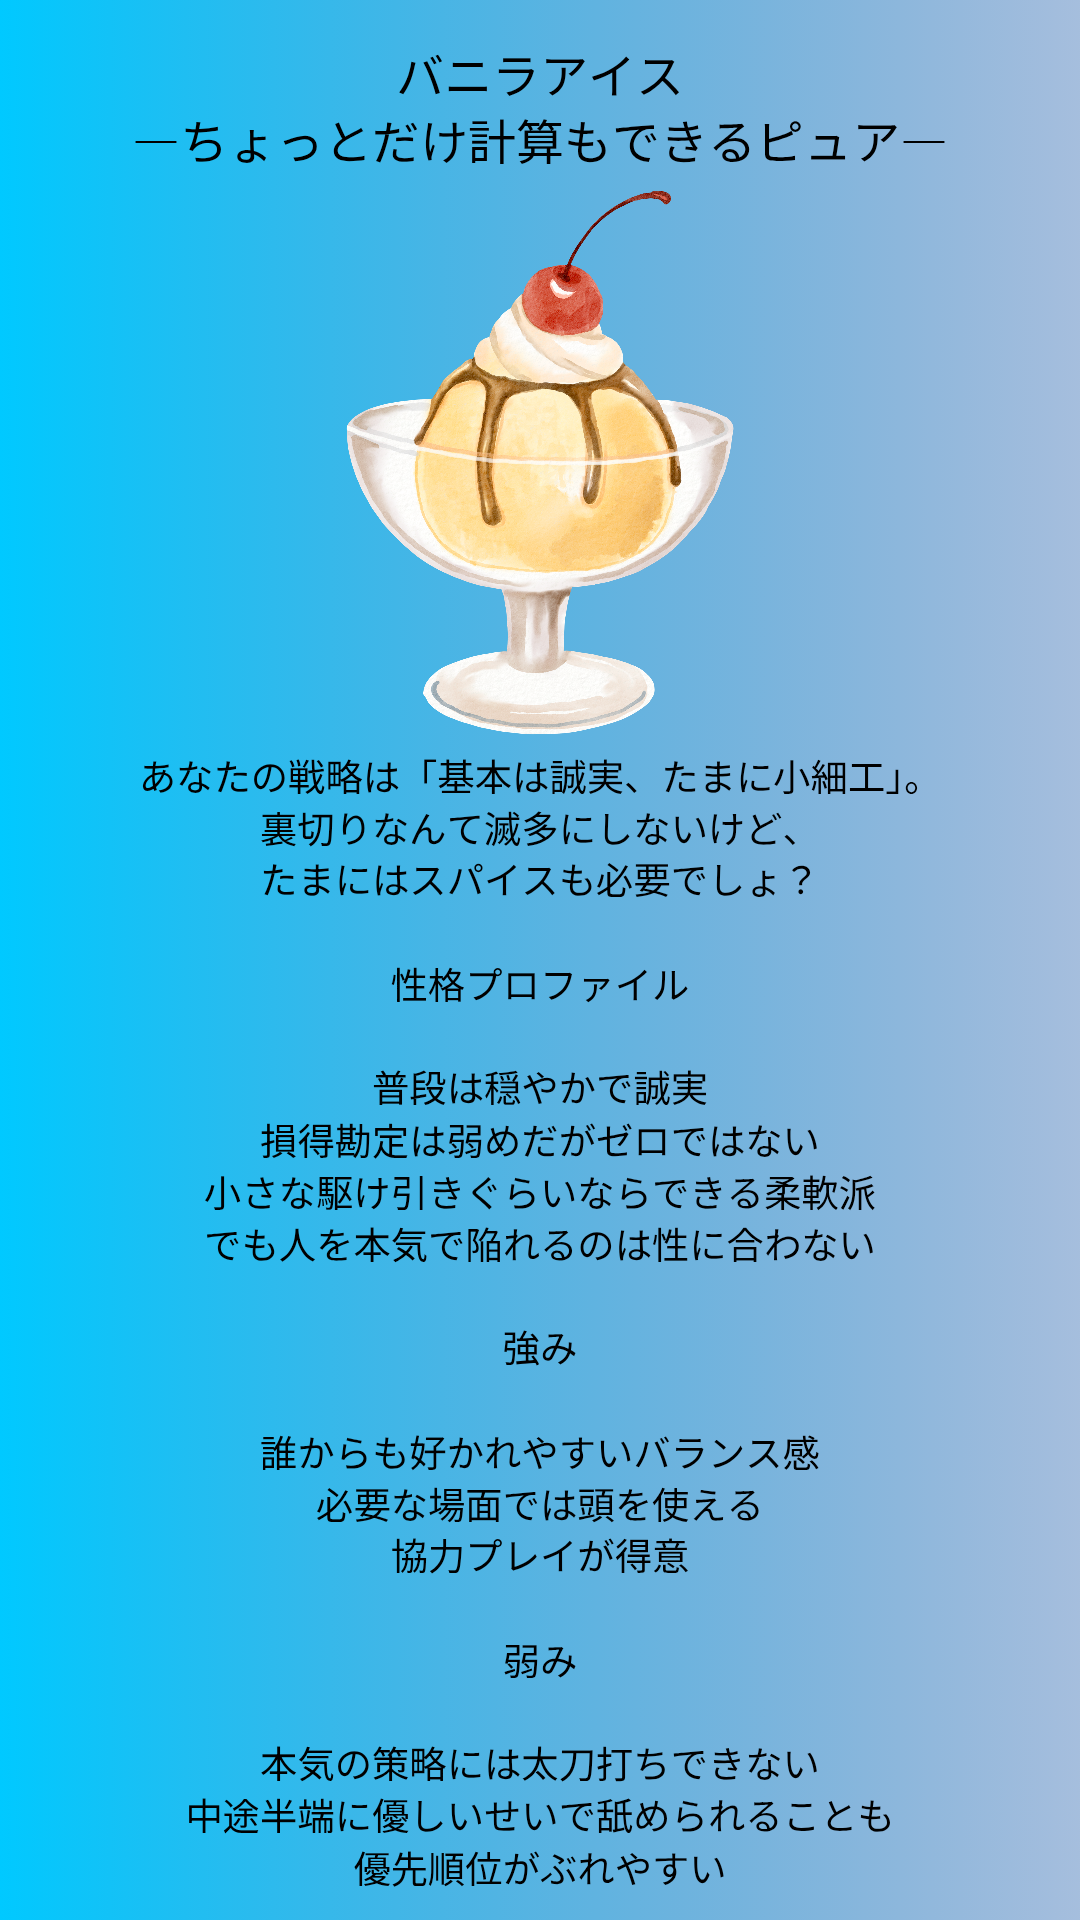 バニラアイス
―ちょっとだけ計算もできるピュア―
あなたの戦略は「基本は誠実、たまに小細工」。
裏切りなんて滅多にしないけど、
たまにはスパイスも必要でしょ？
性格プロファイル
普段は穏やかで誠実
損得勘定は弱めだがゼロではない
小さな駆け引きぐらいならできる柔軟派
でも人を本気で陥れるのは性に合わない
強み
誰からも好かれやすいバランス感
必要な場面では頭を使える
協力プレイが得意
弱み
本気の策略には太刀打ちできない
中途半端に優しいせいで舐められることも
優先順位がぶれやすい